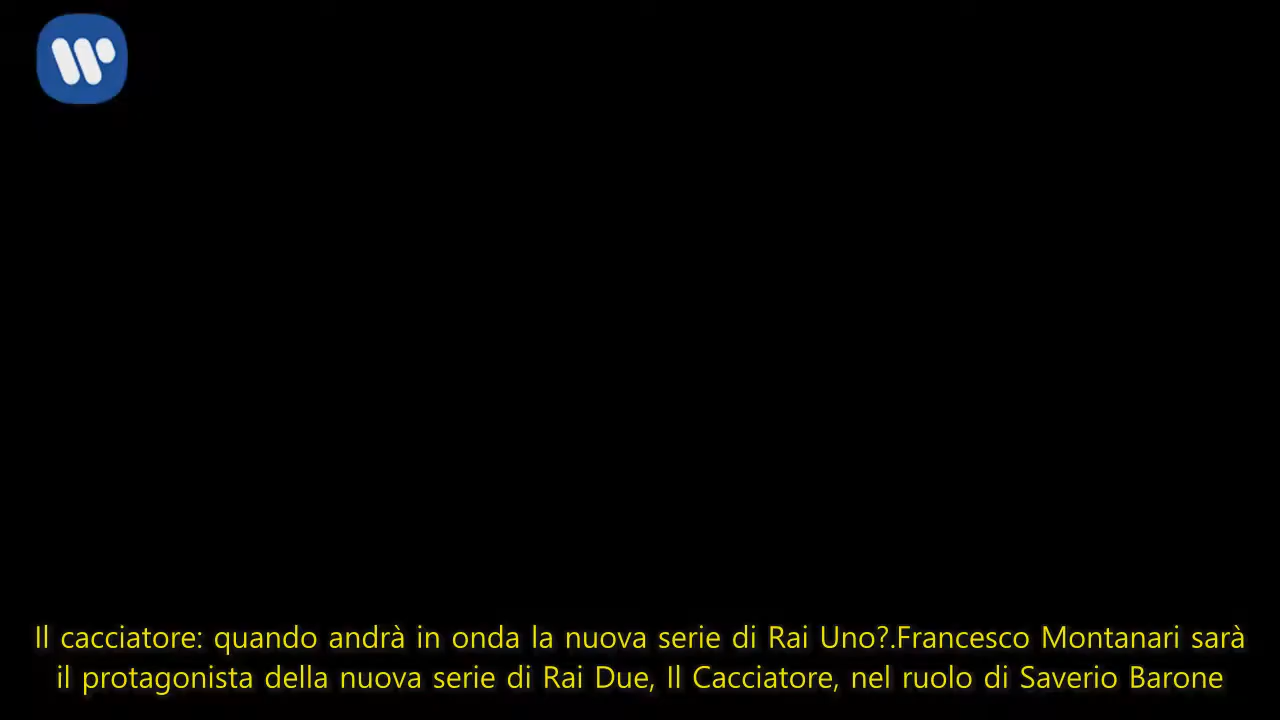 Il cacciatore: quando andrà in onda la nuova serie di Rai Uno?.Francesco Montanari sarà
il protagonista della nuova serie di Rai Due, Il Cacciatore, nel ruolo di Saverio Barone